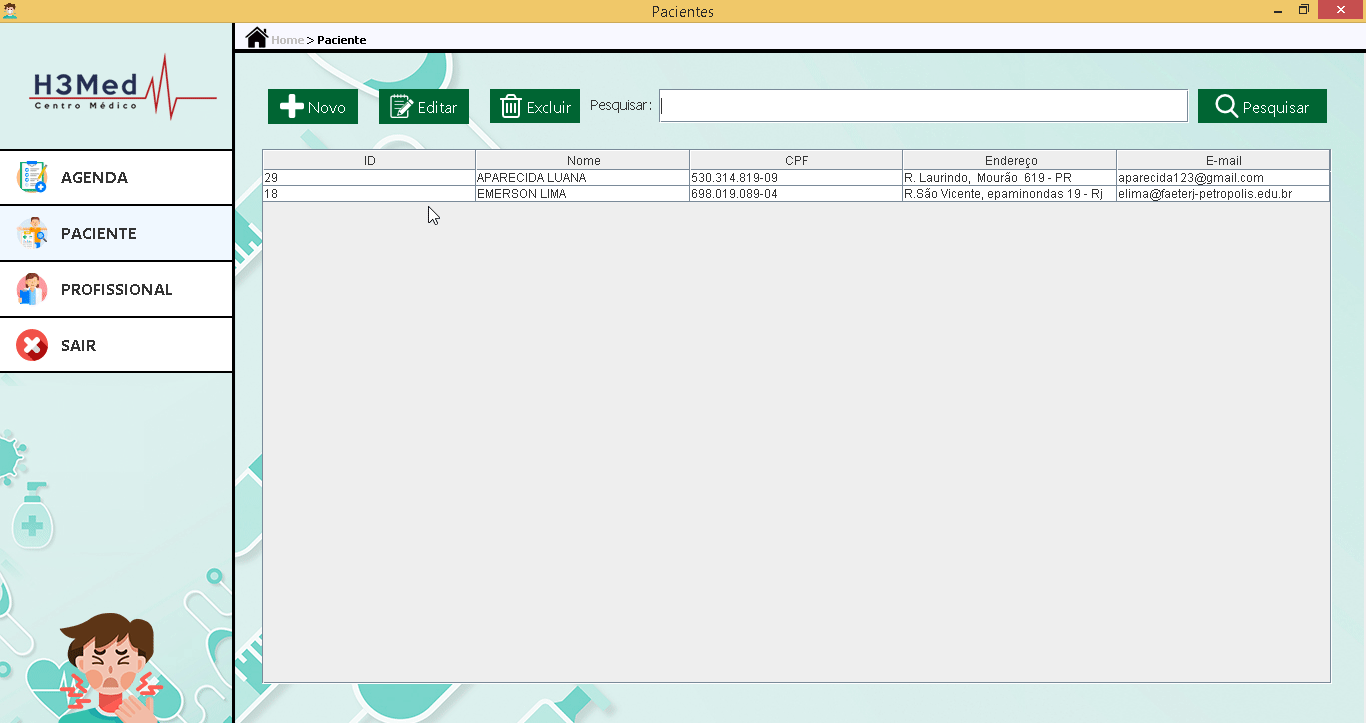 Pacientes
Home > Paciente
H3Med
Centro Médico
AGENDA
PACIENTE
PROFISSIONAL
SAIR
Novo Editar Excluir Pesquisar: Pesquisar
ID Nome CPF Endereço E-mail
29 APARECIDA LUANA 530.314.819-09 R. Laurindo, Mourão 619 - PR aparecida123@gmail.com
18 EMERSON LIMA 698.019.089-04 R.São Vicente, epaminondas 19 - Rj elima@faeterj-petropolis.edu.br